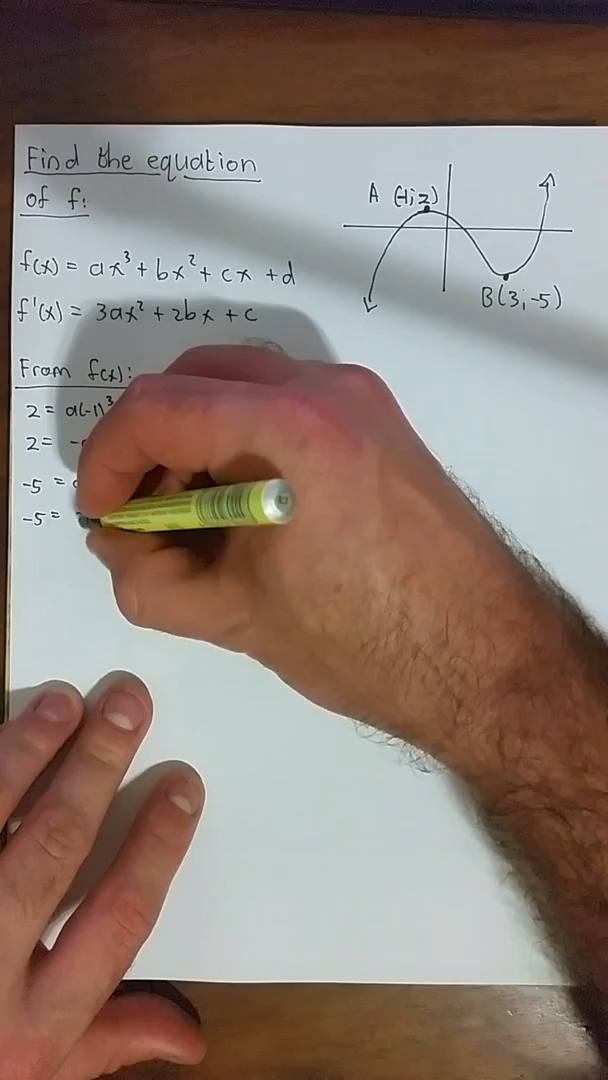 Find the equation
of f:
A (-1;2)
f(x) = ax³ + bx² + cx + d
B(3;-5)
f'(x) = 3ax² + 2bx + c
From f(x):
2 = a(-1)³
2 = -
-5 =
-5 =